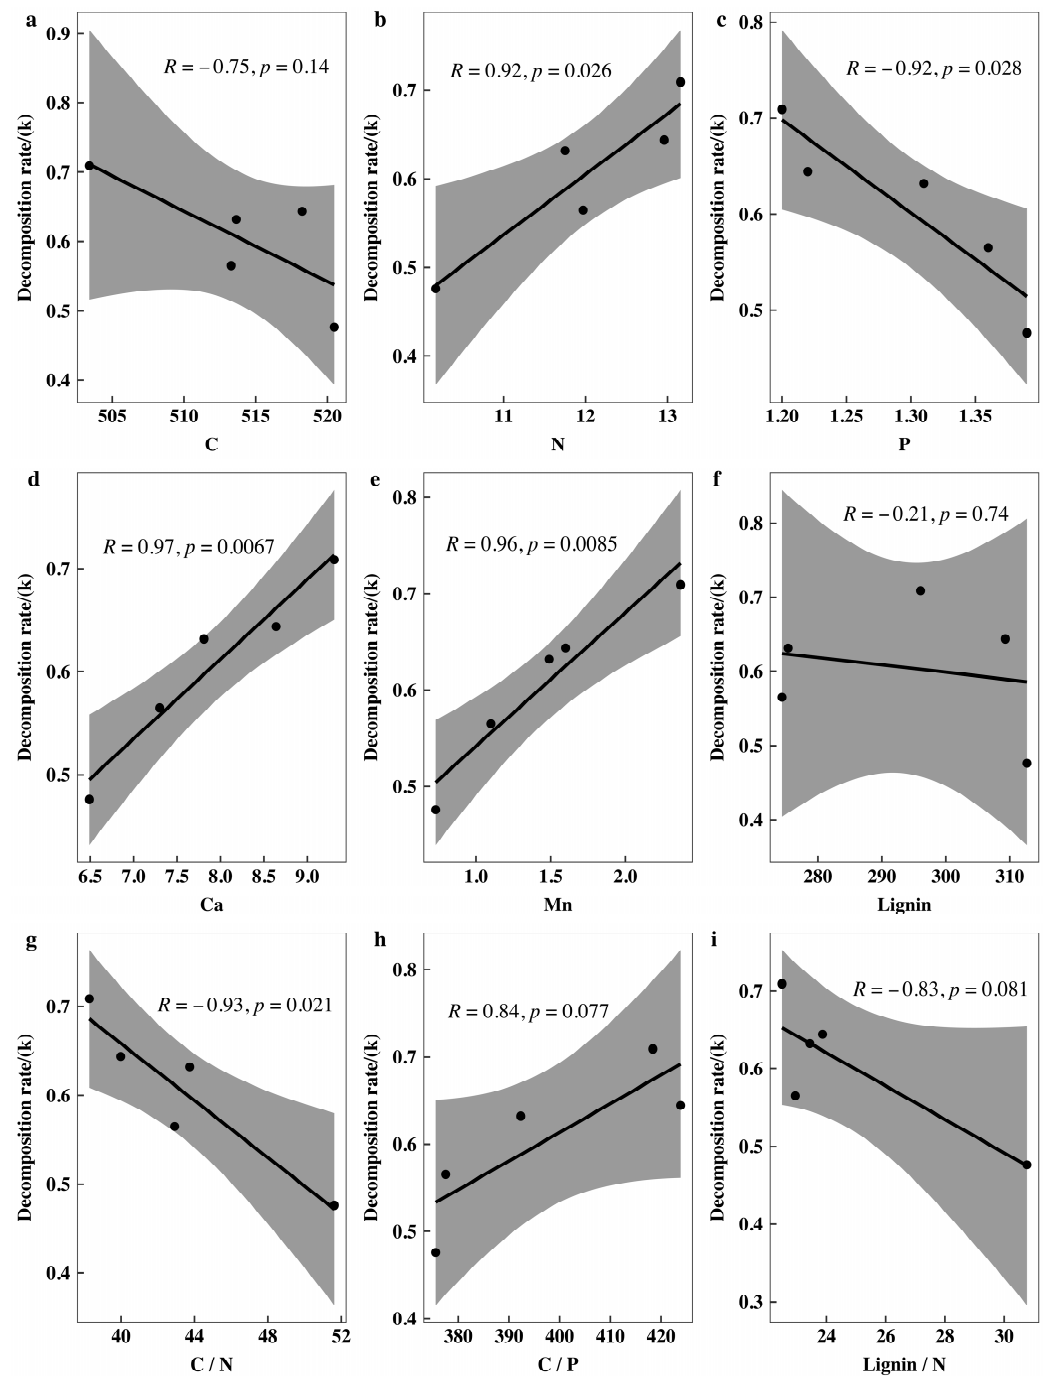 a
b
c
R = −0.75, p = 0.14
R = 0.92, p = 0.026
R = −0.92, p = 0.028
Decomposition rate/(k)
0.9
0.8
0.7
0.6
0.5
0.4
505 510 515 520
C
Decomposition rate/(k)
0.7
0.6
0.5
0.4
11 12 13
N
Decomposition rate/(k)
0.8
0.7
0.6
0.5
1.20 1.25 1.30 1.35
P
d
e
f
R = 0.97, p = 0.0067
R = 0.96, p = 0.0085
R = −0.21, p = 0.74
Decomposition rate/(k)
0.7
0.6
0.5
6.5 7.0 7.5 8.0 8.5 9.0
Ca
Decomposition rate/(k)
0.8
0.7
0.6
0.5
1.0 1.5 2.0
Mn
Decomposition rate/(k)
0.8
0.7
0.6
0.5
0.4
280 290 300 310
Lignin
g
h
i
R = −0.93, p = 0.021
R = 0.84, p = 0.077
R = −0.83, p = 0.081
Decomposition rate/(k)
0.7
0.6
0.5
0.4
40 44 48 52
C / N
Decomposition rate/(k)
0.8
0.7
0.6
0.5
0.4
380 390 400 410 420
C / P
Decomposition rate/(k)
0.7
0.6
0.5
0.4
0.3
24 26 28 30
Lignin / N